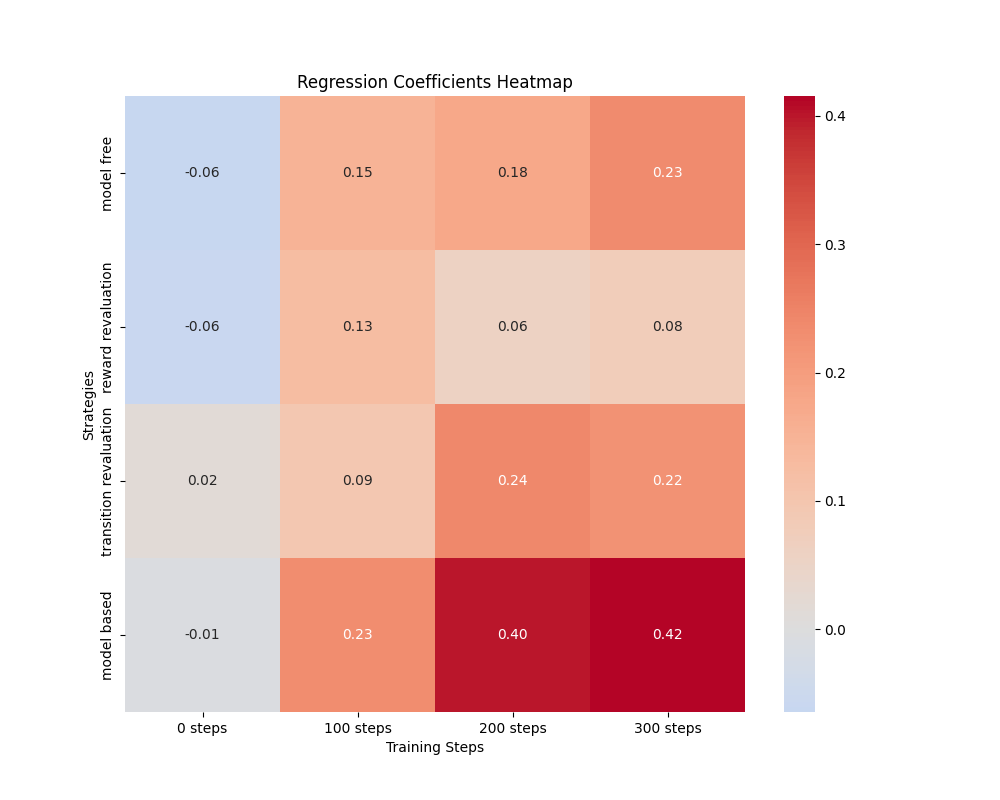 Regression Coefficients Heatmap
Strategies
model free
-0.06 0.15 0.18 0.23
reward revaluation
-0.06 0.13 0.06 0.08
transition revaluation
0.02 0.09 0.24 0.22
model based
-0.01 0.23 0.40 0.42
0 steps 100 steps 200 steps 300 steps
Training Steps
0.4
0.3
0.2
0.1
0.0